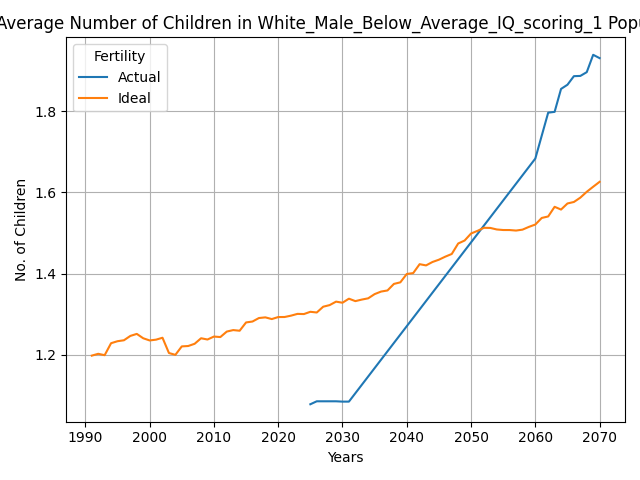 Average Number of Children in White_Male_Below_Average_IQ_scoring_1 Popu
Fertility
Actual
Ideal
No. of Children
1.8
1.6
1.4
1.2
1990 2000 2010 2020 2030 2040 2050 2060 2070
Years